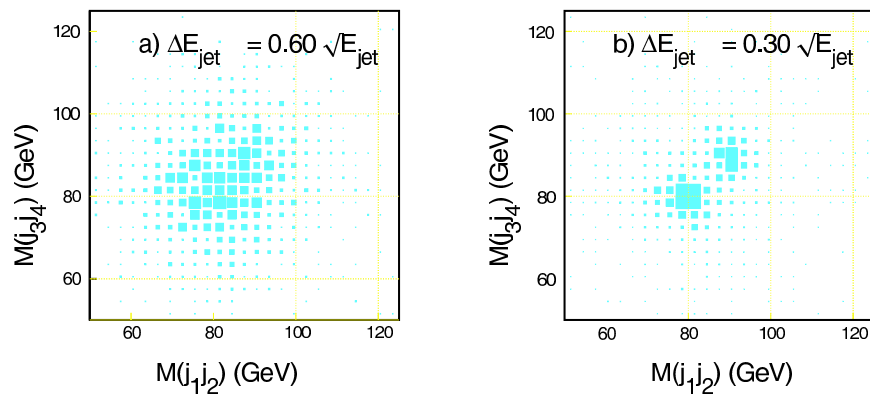 a) ΔE_jet = 0.60 √E_jet
120
100
80
60
M(j_3j_4) (GeV)
60 80 100 120
M(j_1j_2) (GeV)
b) ΔE_jet = 0.30 √E_jet
120
100
80
60
M(j_3j_4) (GeV)
60 80 100 120
M(j_1j_2) (GeV)